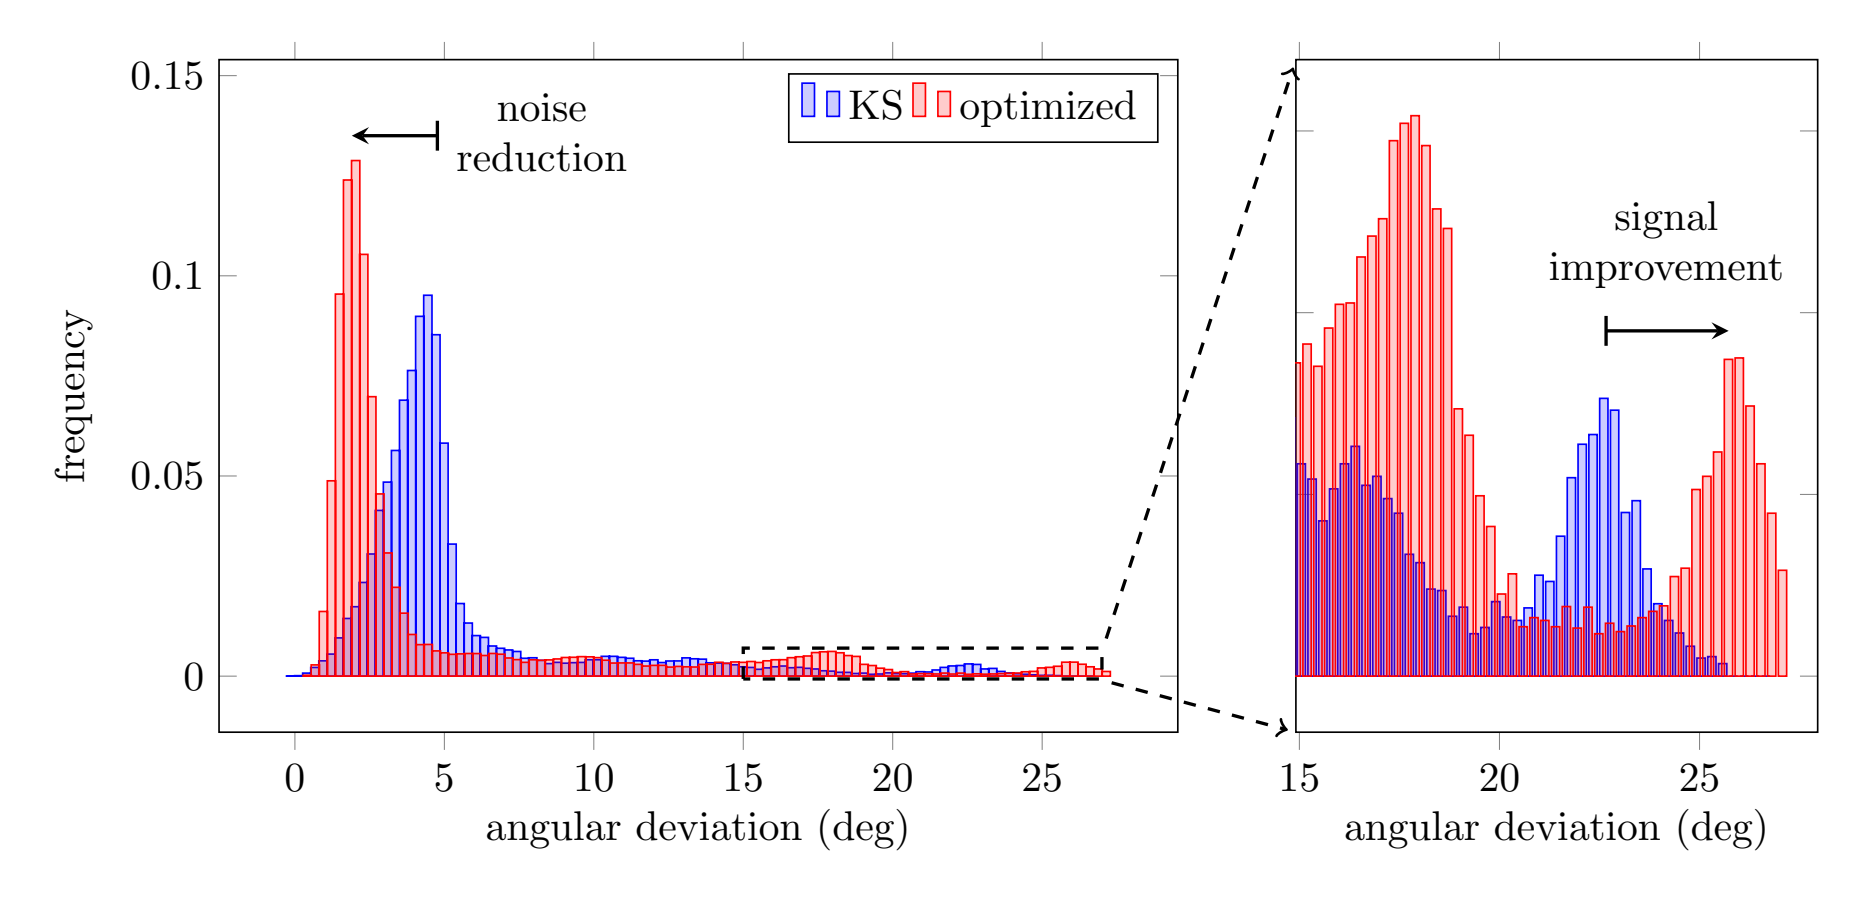 0.15
0.1
0.05
0
frequency
noise
reduction
KS optimized
0 5 10 15 20 25
angular deviation (deg)
signal
improvement
15 20 25
angular deviation (deg)